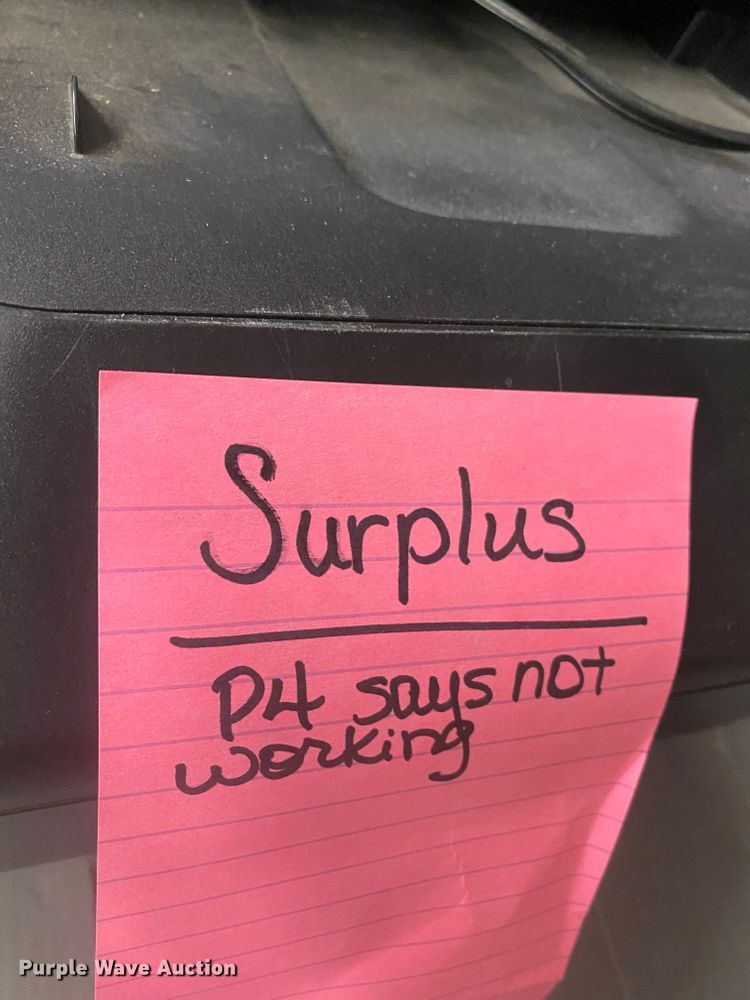 Surplus
P4 says not
working
Purple Wave Auction